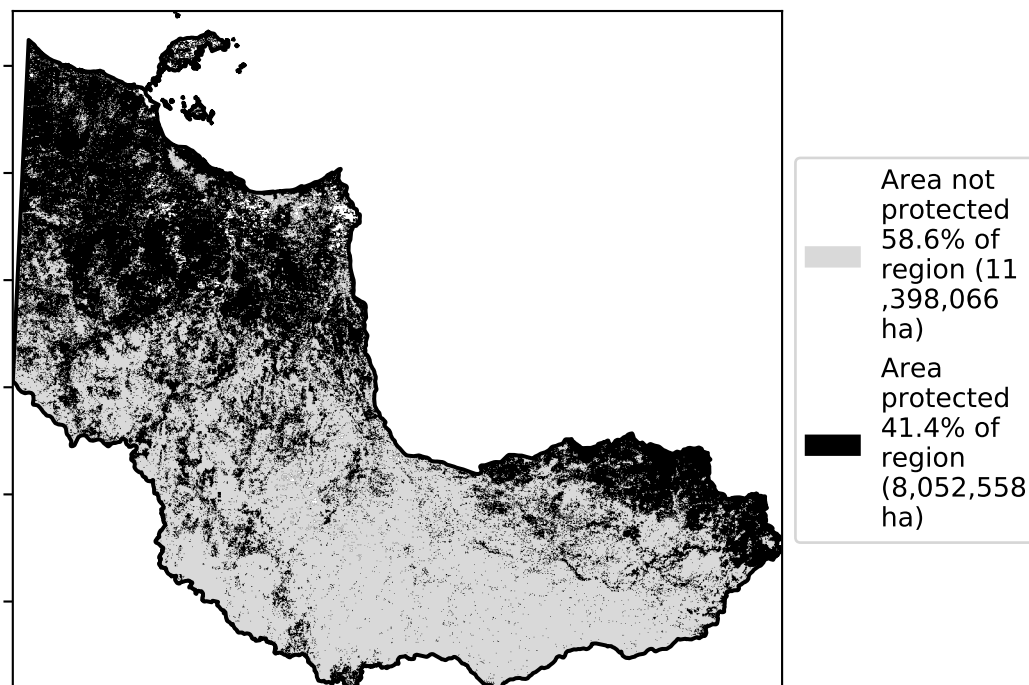 Area not
protected
58.6% of
region (11
,398,066
ha)
Area
protected
41.4% of
region
(8,052,558
ha)